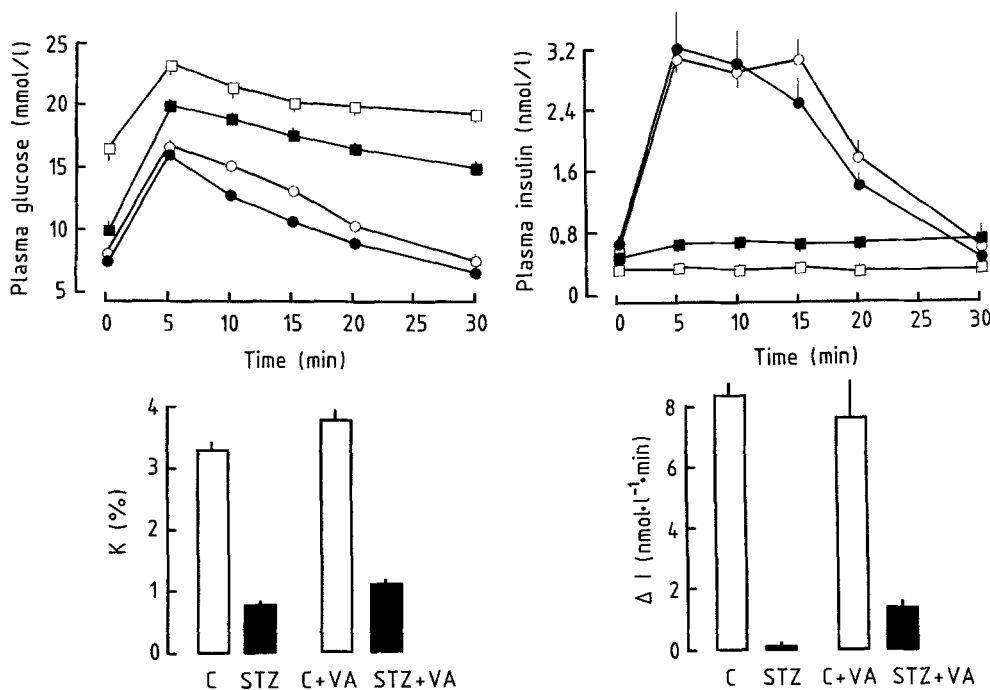 Plasma glucose (mmol/l)
25
20
15
10
5
0 5 10 15 20 25 30
Time (min)
Plasma insulin (nmol/l)
3.2
2.4
1.6
0.8
0
0 5 10 15 20 25 30
Time (min)
K (%)
4
3
2
1
0
C STZ C+VA STZ+VA
Δ I (nmol·l⁻¹·min)
8
6
4
2
0
C STZ C+VA STZ+VA